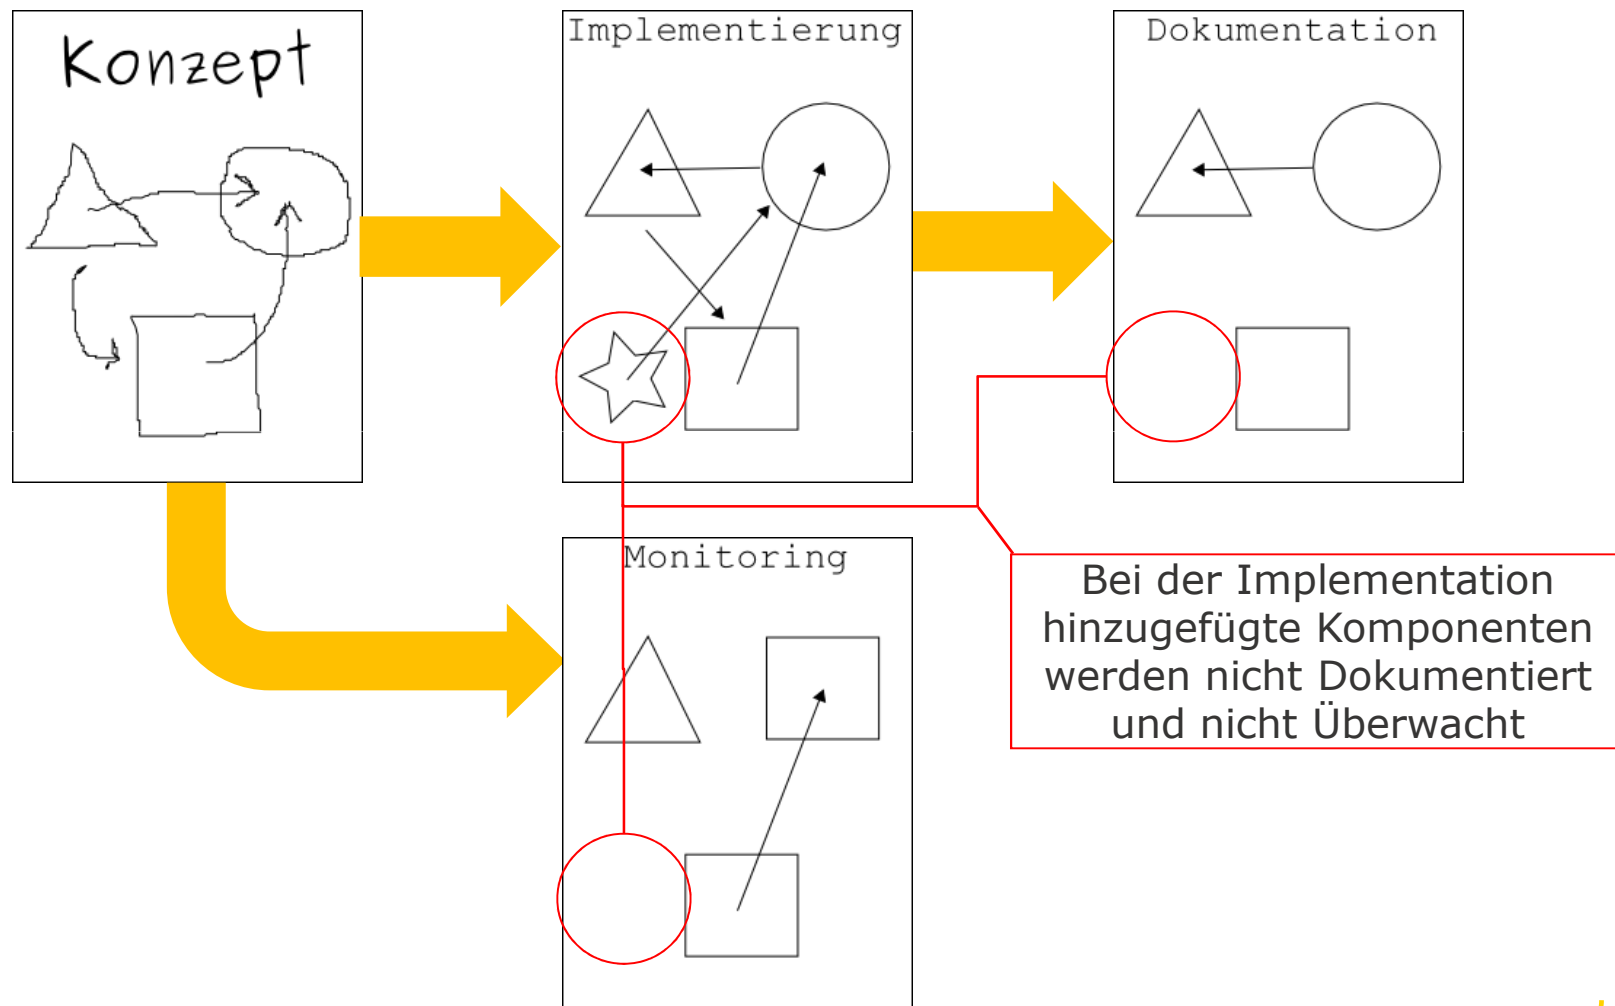 Konzept
Implementierung
Dokumentation
Monitoring
Bei der Implementation
hinzugefügte Komponenten
werden nicht Dokumentiert
und nicht Überwacht